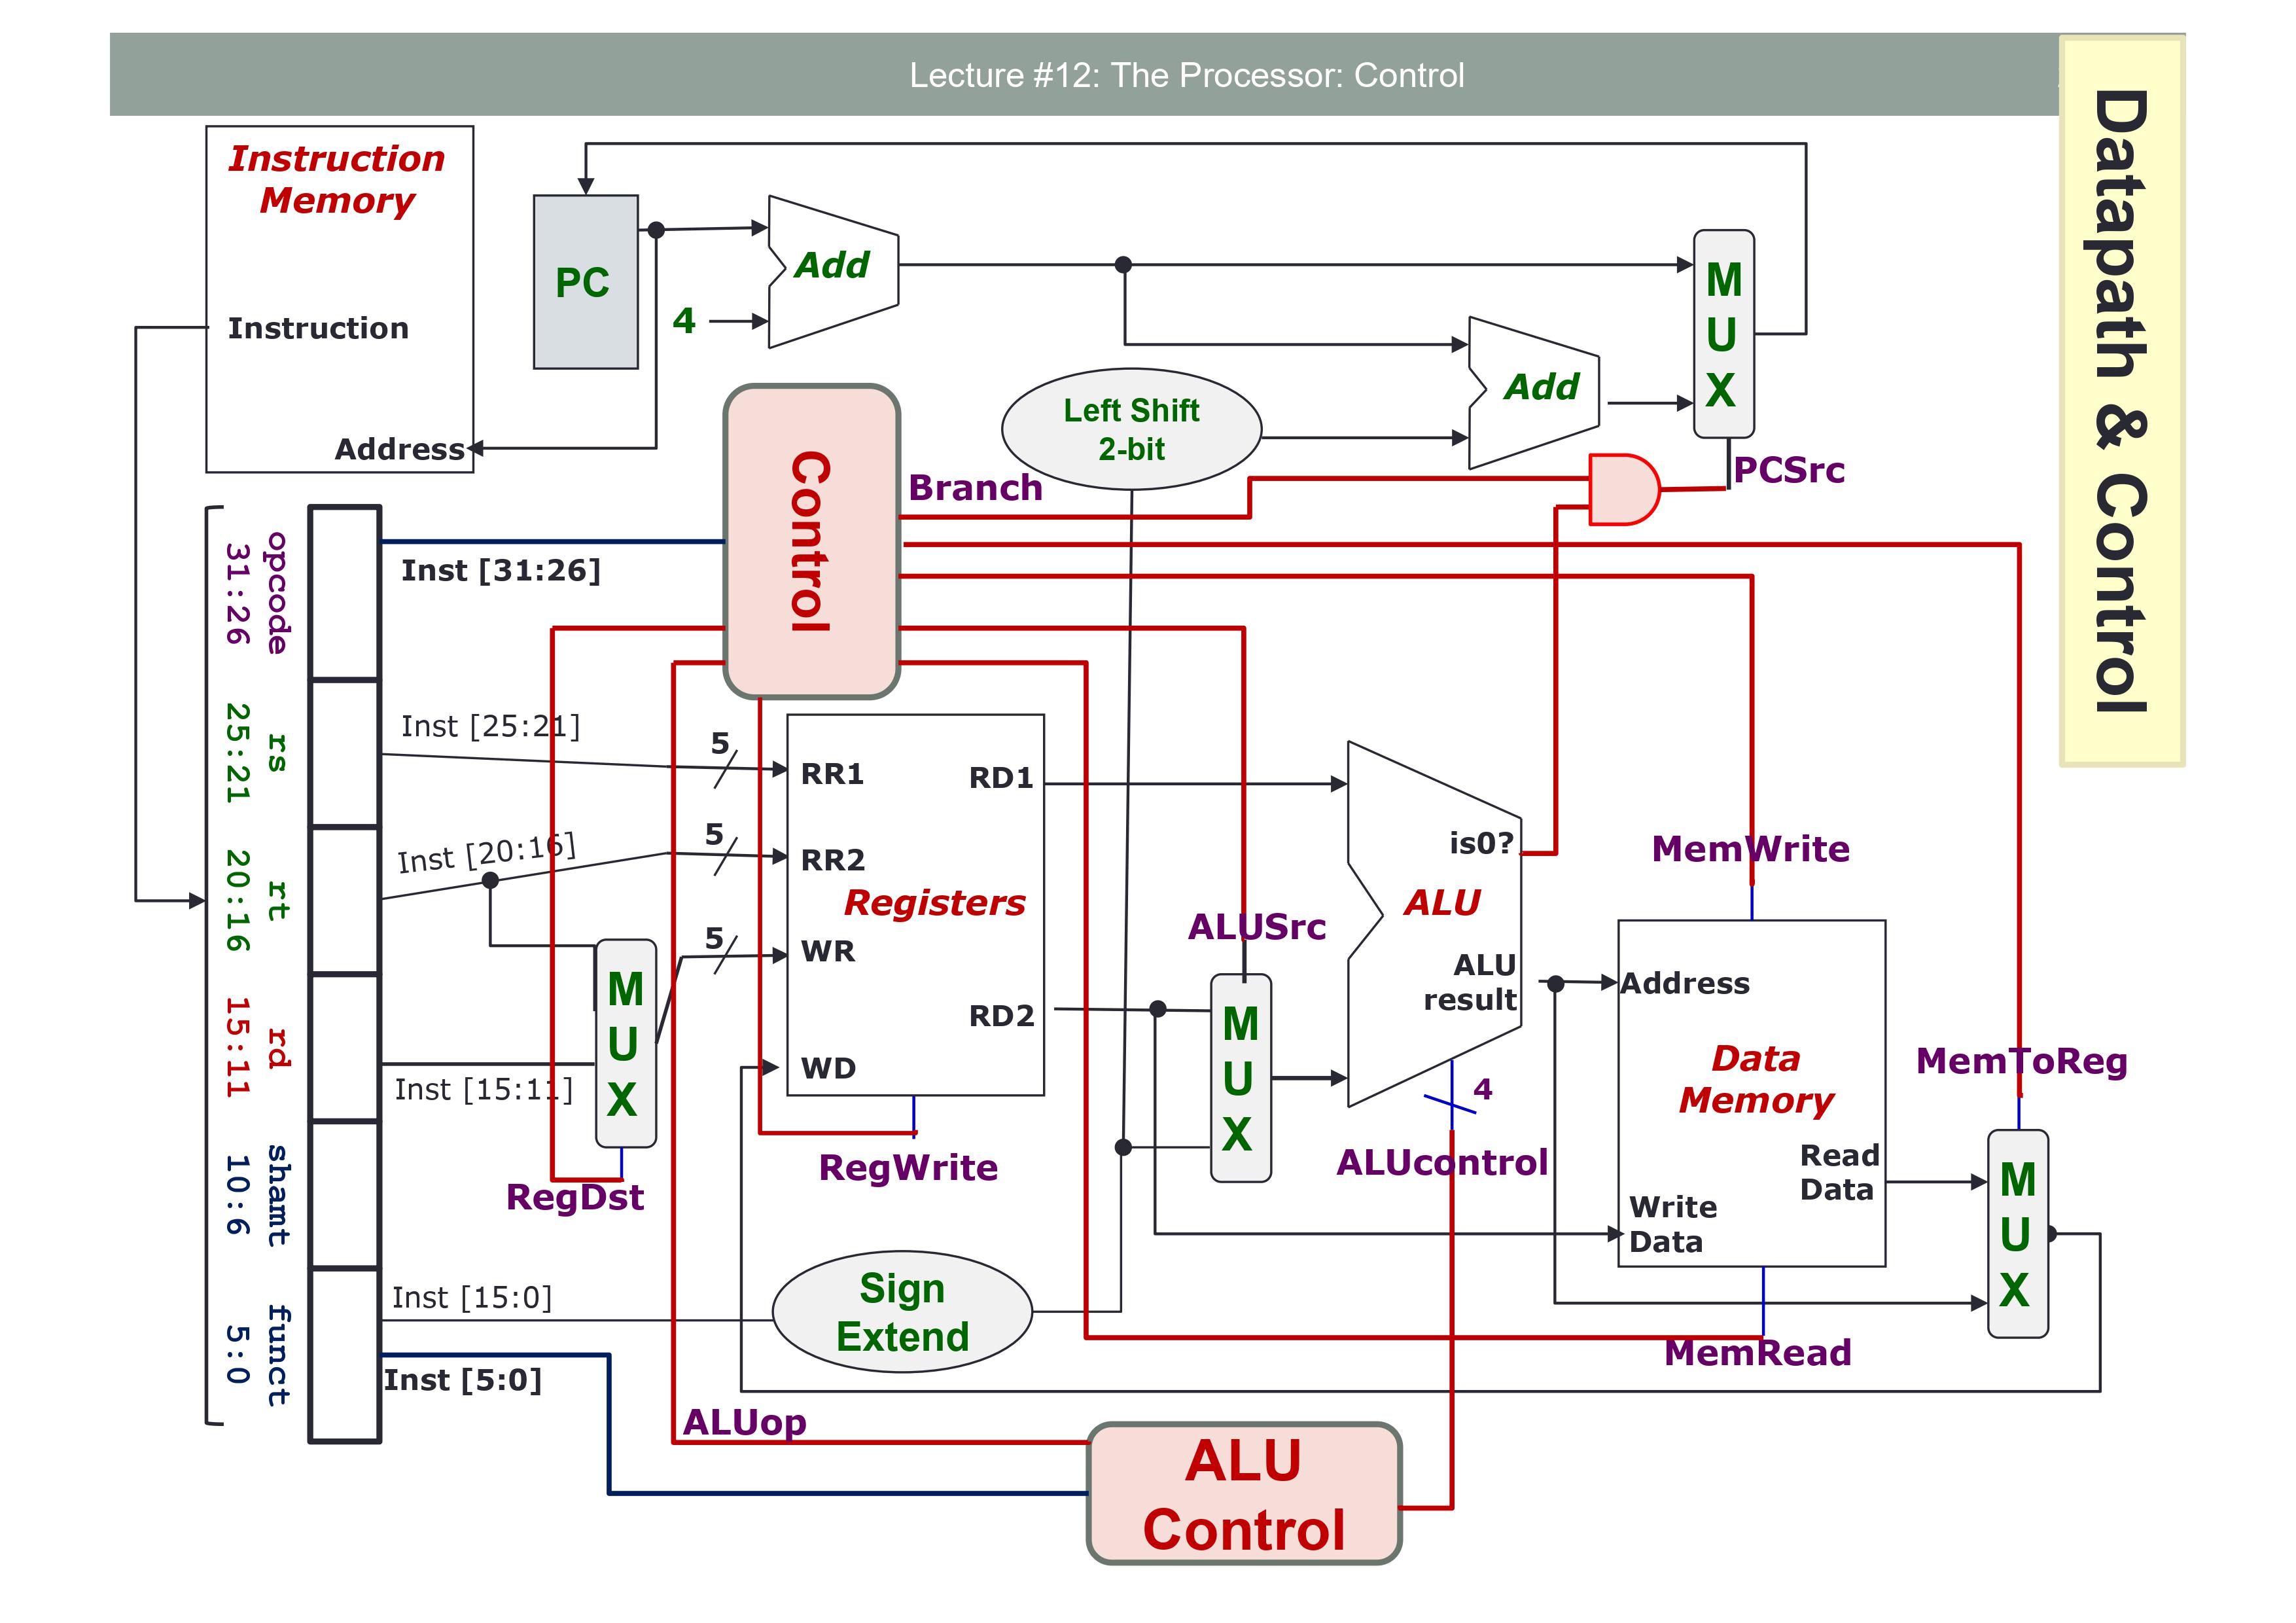 Lecture #12: The Processor: Control
Datapath & Control
Instruction
Memory
Instruction
Address
PC
4
Add
Add
M
U
X
Left Shift
2-bit
PCSrc
Control
Branch
opcode
31:26
Inst [31:26]
rs
25:21
Inst [25:21]
rt
20:16
Inst [20:16]
rd
15:11
Inst [15:11]
shamt
10:6
funct
5:0
Inst [15:0]
Inst [5:0]
M
U
X
RegDst
5
5
5
RR1
RR2
WR
WD
RD1
RD2
Registers
RegWrite
ALUSrc
M
U
X
is0?
ALU
ALU
result
4
ALUcontrol
MemWrite
Address
Data
Memory
Read
Data
Write
Data
MemRead
MemToReg
M
U
X
Sign
Extend
ALUop
ALU
Control